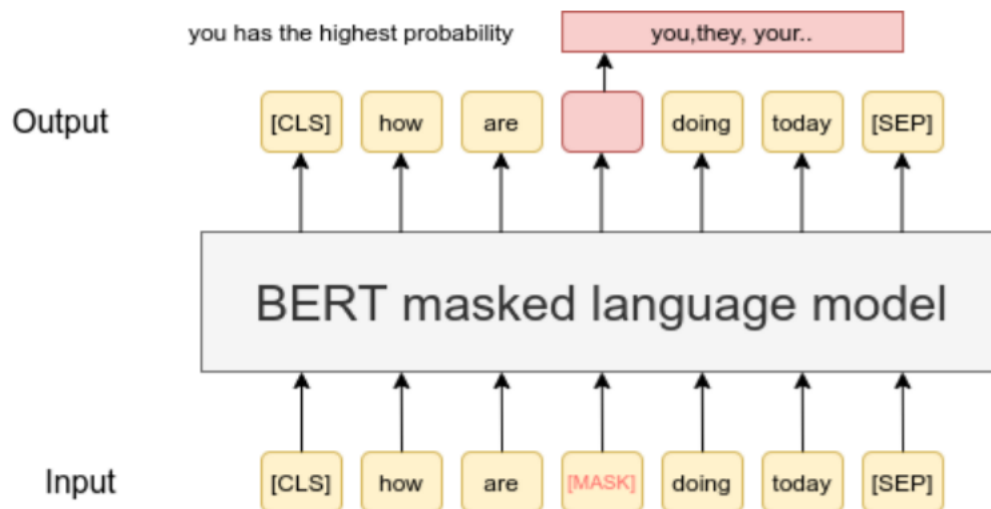 you has the highest probability
you,they, your..
Output [CLS] how are doing today [SEP]
BERT masked language model
Input [CLS] how are [MASK] doing today [SEP]